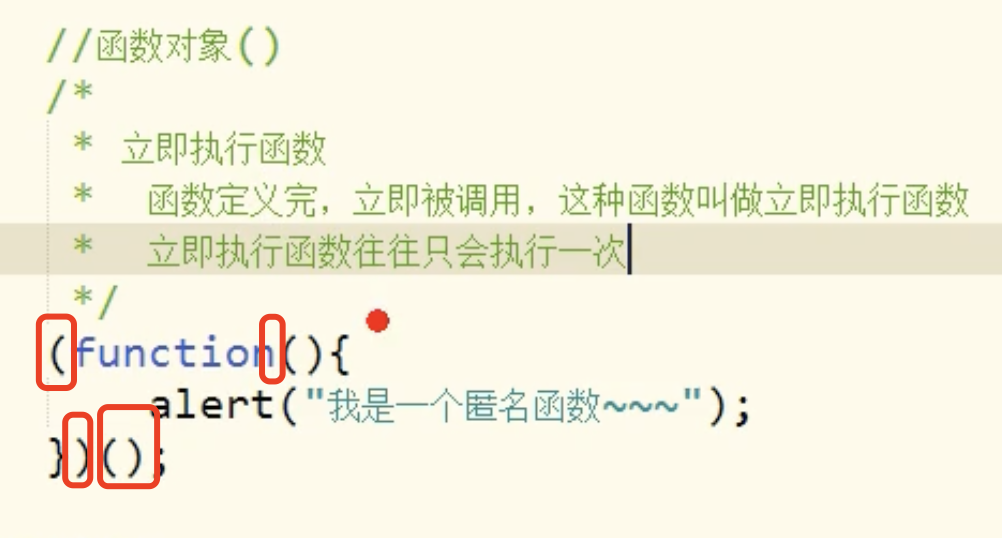 //函数对象()
/*
* 立即执行函数
* 函数定义完，立即被调用，这种函数叫做立即执行函数
* 立即执行函数往往只会执行一次
*/
(function(){
alert("我是一个匿名函数~~~");
})();